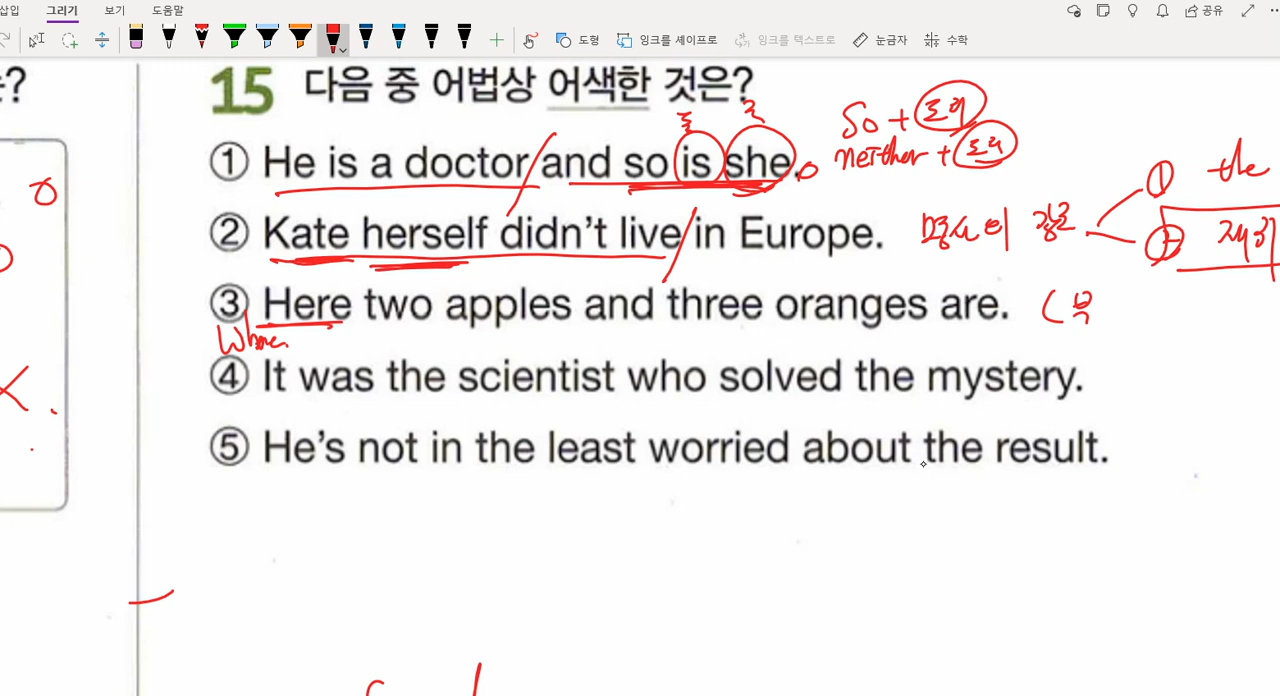 삽입 그리기 보기 도움말 공유
도형 잉크를 셰이프로 잉크를 텍스트로 눈금자 수학
는?
15 다음 중 어법상 어색한 것은?
① He is a doctor and so is she.
so + 도치
neither + 도치
② Kate herself didn't live in Europe.
명사의 강조
① the
② 재귀
③ Here two apples and three oranges are.
(부
Where
④ It was the scientist who solved the mystery.
⑤ He's not in the least worried about the result.